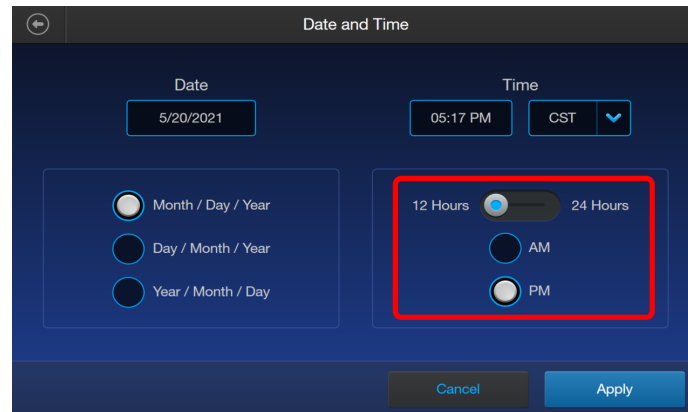 Date and Time
Date
Time
5/20/2021
05:17 PM
CST
Month / Day / Year
Day / Month / Year
Year / Month / Day
12 Hours
24 Hours
AM
PM
Cancel
Apply